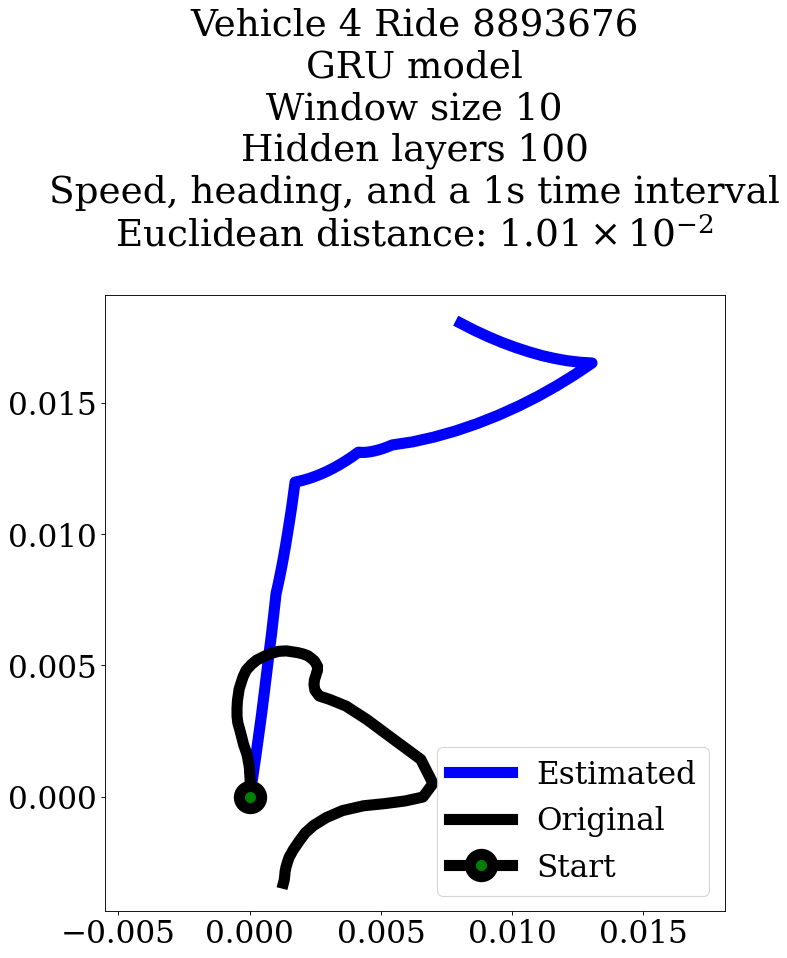 Vehicle 4 Ride 8893676
GRU model
Window size 10
Hidden layers 100
Speed, heading, and a 1s time interval
Euclidean distance: 1.01 × 10⁻²
0.015
0.010
0.005
0.000
Estimated
Original
Start
−0.005 0.000 0.005 0.010 0.015